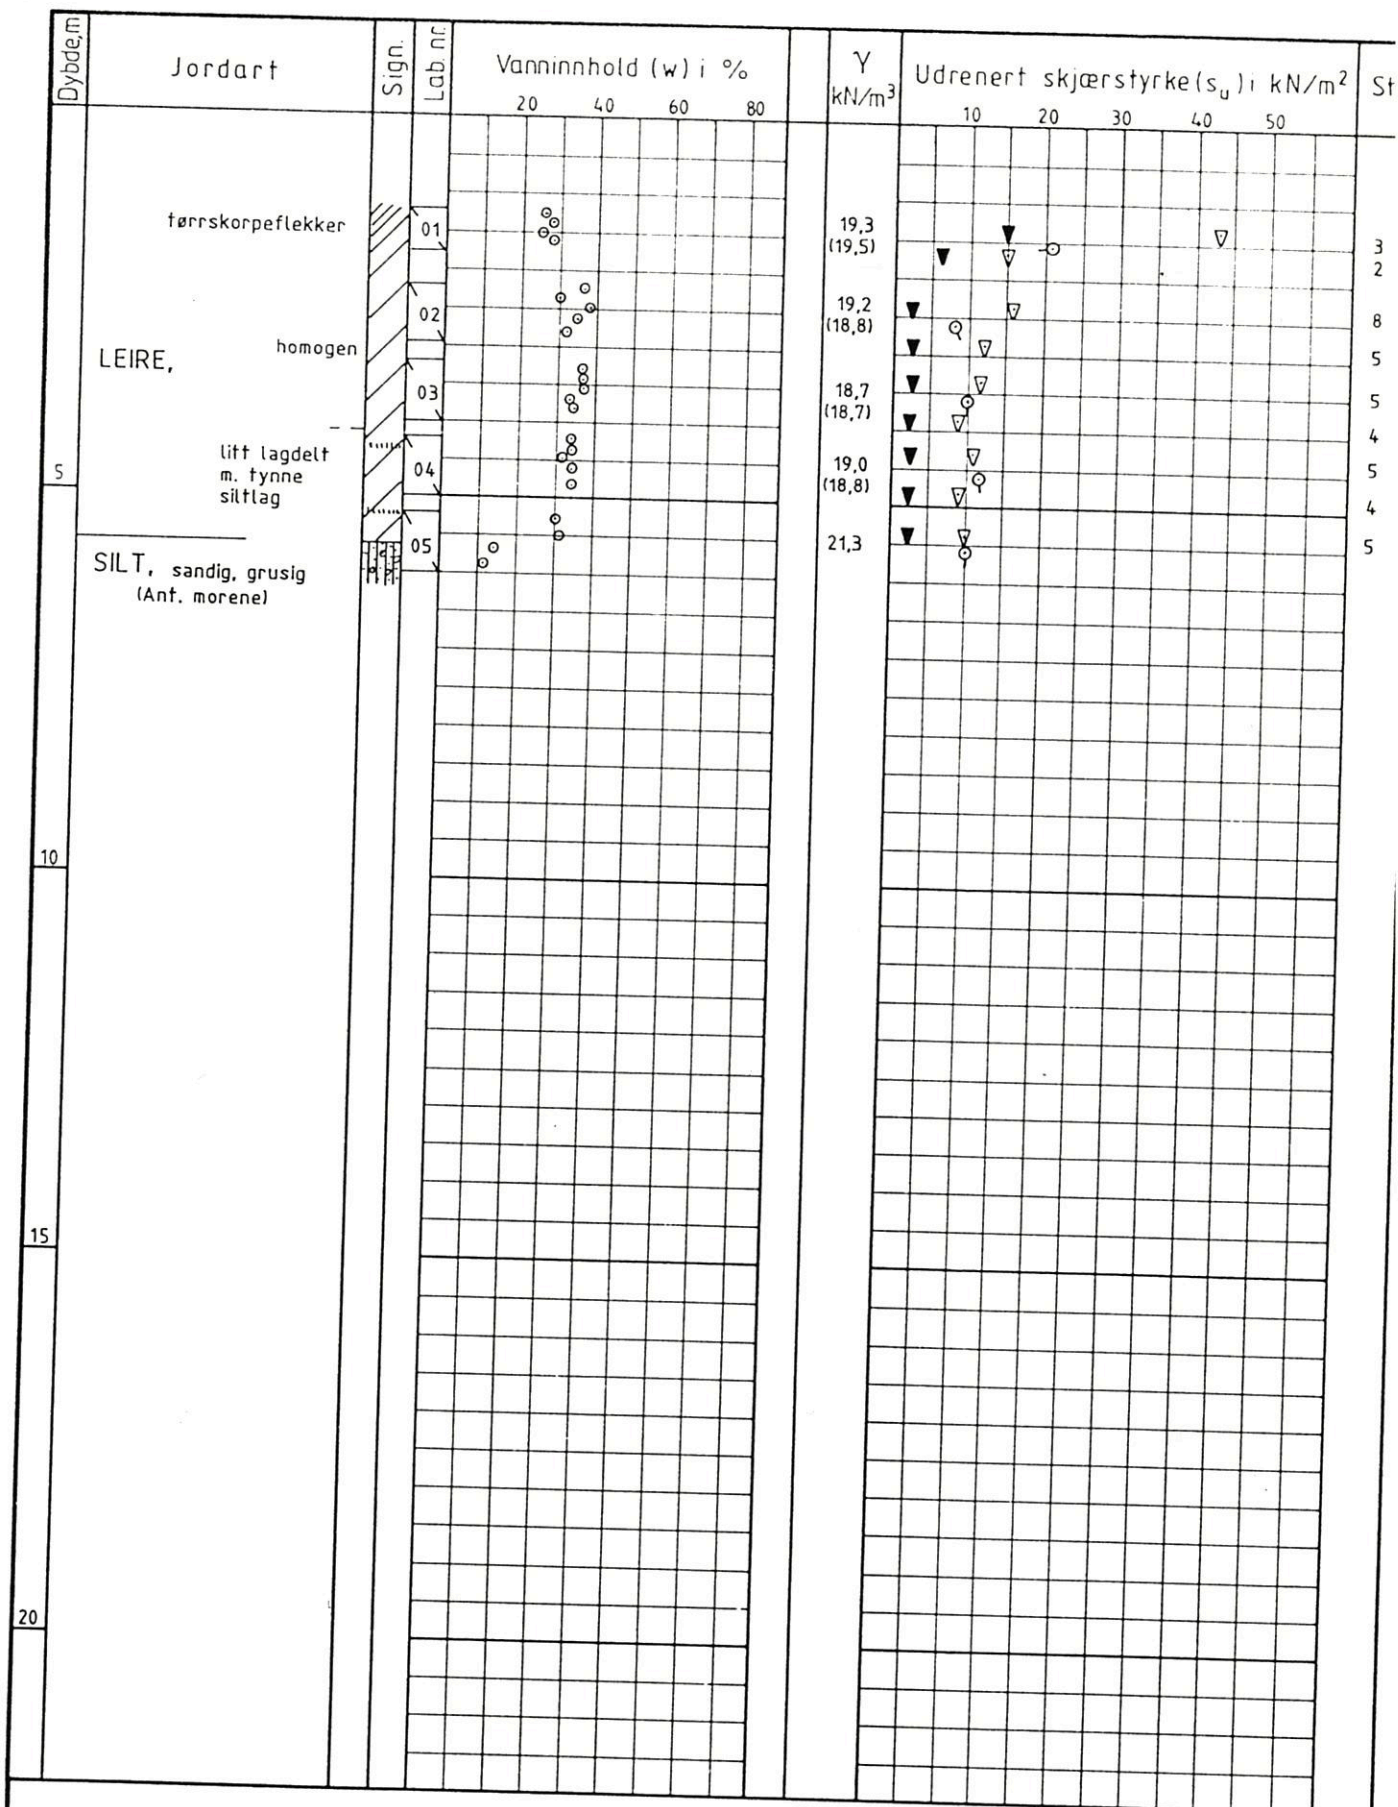 Dybde,m
Jordart
Sign.
Lab. nr.
Vanninnhold (w) i %
20 40 60 80
γ
kN/m³
Udrenert skjærstyrke (sᵤ) i kN/m²
10 20 30 40 50
St
tørrskorpeflekker
01
19,3
(19,5)
3
2
02
19,2
(18,8)
8
LEIRE,
homogen
5
03
18,7
(18,7)
5
4
litt lagdelt
m. tynne
siltlag
5
04
19,0
(18,8)
5
4
05
21,3
5
SILT, sandig, grusig
(Ant. morene)
10
15
20